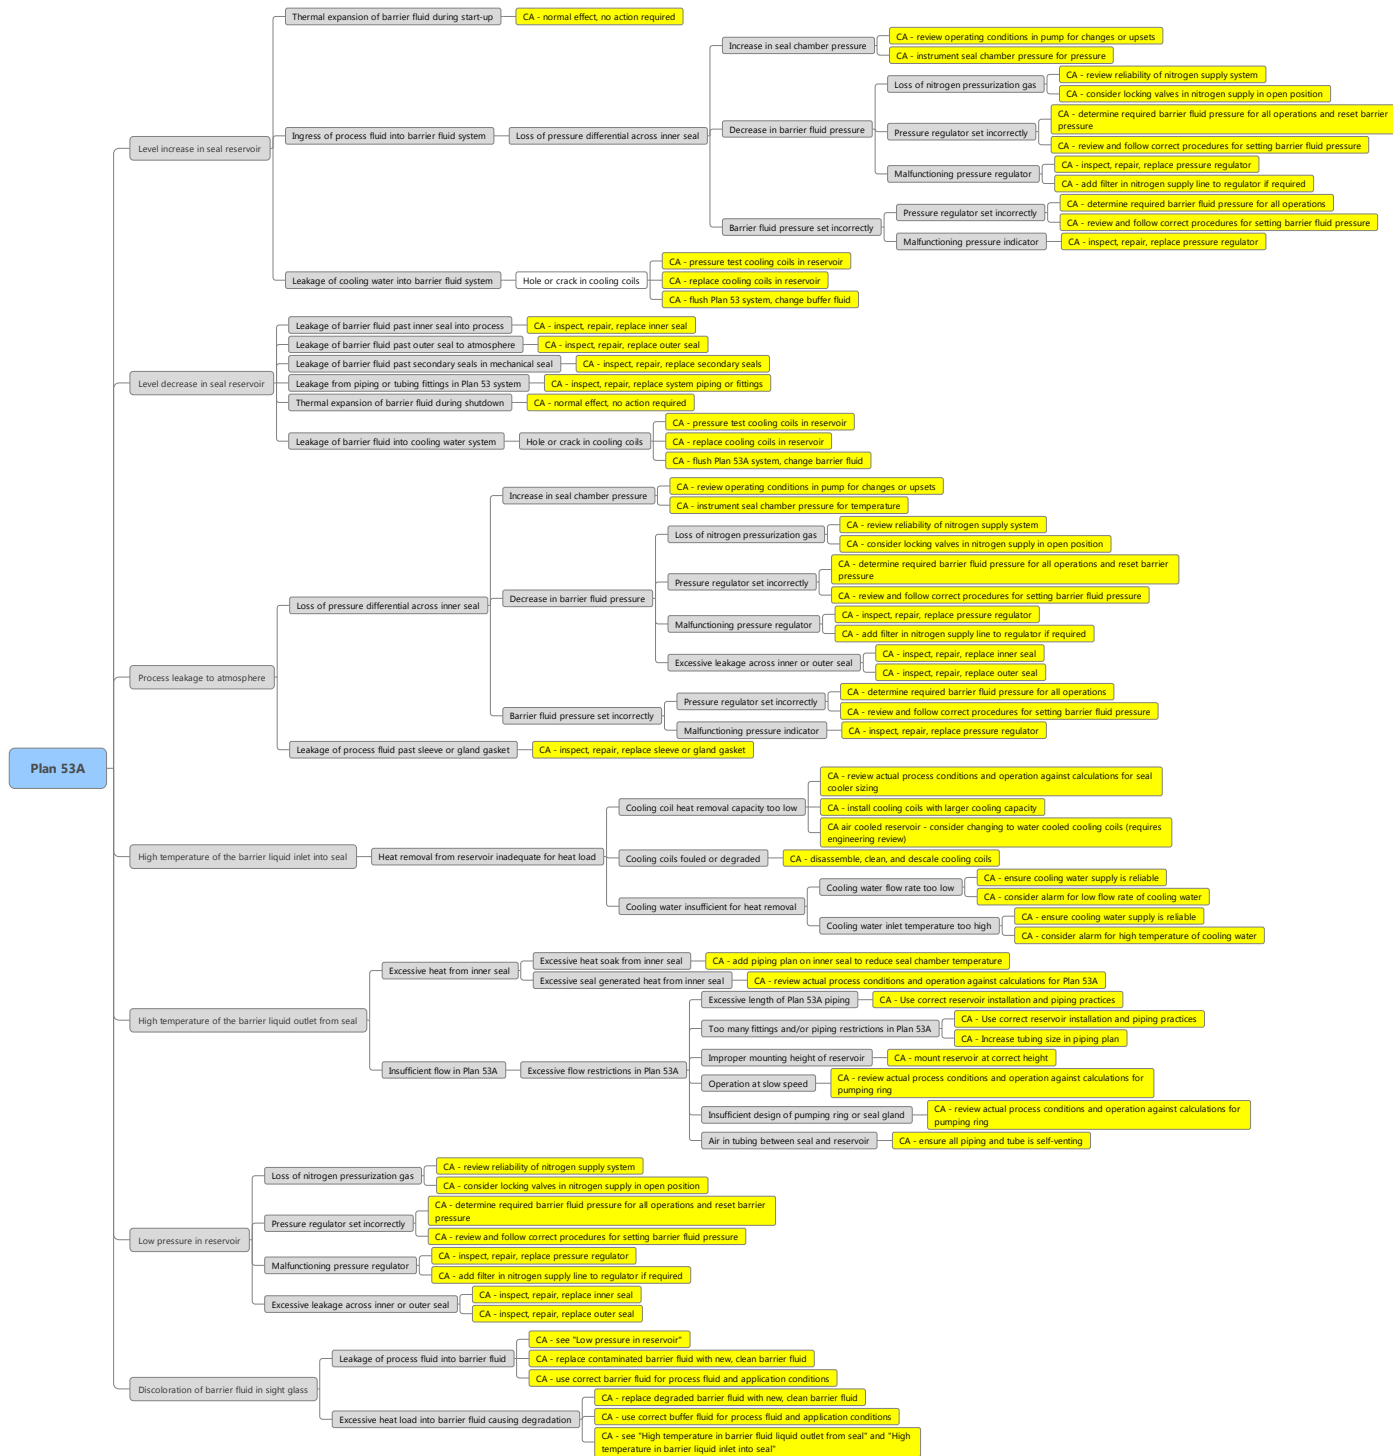 Plan 53A
Level increase in seal reservoir
Thermal expansion of barrier fluid during start-up
CA - normal effect, no action required
Ingress of process fluid into barrier fluid system
Loss of pressure differential across inner seal
Increase in seal chamber pressure
CA - review operating conditions in pump for changes or upsets
CA - instrument seal chamber pressure for pressure
Decrease in barrier fluid pressure
Loss of nitrogen pressurization gas
CA - review reliability of nitrogen supply system
CA - consider locking valves in nitrogen supply in open position
Pressure regulator set incorrectly
CA - determine required barrier fluid pressure for all operations and reset barrier
pressure
CA - review and follow correct procedures for setting barrier fluid pressure
Malfunctioning pressure regulator
CA - inspect, repair, replace pressure regulator
CA - add filter in nitrogen supply line to regulator if required
Barrier fluid pressure set incorrectly
Pressure regulator set incorrectly
CA - determine required barrier fluid pressure for all operations
CA - review and follow correct procedures for setting barrier fluid pressure
Malfunctioning pressure indicator
CA - inspect, repair, replace pressure regulator
Leakage of cooling water into barrier fluid system
Hole or crack in cooling coils
CA - pressure test cooling coils in reservoir
CA - replace cooling coils in reservoir
CA - flush Plan 53 system, change buffer fluid
Level decrease in seal reservoir
Leakage of barrier fluid past inner seal into process
CA - inspect, repair, replace inner seal
Leakage of barrier fluid past outer seal to atmosphere
CA - inspect, repair, replace outer seal
Leakage of barrier fluid past secondary seals in mechanical seal
CA - inspect, repair, replace secondary seals
Leakage from piping or tubing fittings in Plan 53 system
CA - inspect, repair, replace system piping or fittings
Thermal expansion of barrier fluid during shutdown
CA - normal effect, no action required
Leakage of barrier fluid into cooling water system
Hole or crack in cooling coils
CA - pressure test cooling coils in reservoir
CA - replace cooling coils in reservoir
CA - flush Plan 53A system, change barrier fluid
Process leakage to atmosphere
Loss of pressure differential across inner seal
Increase in seal chamber pressure
CA - review operating conditions in pump for changes or upsets
CA - instrument seal chamber pressure for temperature
Decrease in barrier fluid pressure
Loss of nitrogen pressurization gas
CA - review reliability of nitrogen supply system
CA - consider locking valves in nitrogen supply in open position
Pressure regulator set incorrectly
CA - determine required barrier fluid pressure for all operations and reset barrier
pressure
CA - review and follow correct procedures for setting barrier fluid pressure
Malfunctioning pressure regulator
CA - inspect, repair, replace pressure regulator
CA - add filter in nitrogen supply line to regulator if required
Excessive leakage across inner or outer seal
CA - inspect, repair, replace inner seal
CA - inspect, repair, replace outer seal
Barrier fluid pressure set incorrectly
Pressure regulator set incorrectly
CA - determine required barrier fluid pressure for all operations
CA - review and follow correct procedures for setting barrier fluid pressure
Malfunctioning pressure indicator
CA - inspect, repair, replace pressure regulator
Leakage of process fluid past sleeve or gland gasket
CA - inspect, repair, replace sleeve or gland gasket
High temperature of the barrier liquid inlet into seal
Heat removal from reservoir inadequate for heat load
Cooling coil heat removal capacity too low
CA - review actual process conditions and operation against calculations for seal
cooler sizing
CA - install cooling coils with larger cooling capacity
CA air cooled reservoir - consider changing to water cooled cooling coils (requires
engineering review)
Cooling coils fouled or degraded
CA - disassemble, clean, and descale cooling coils
Cooling water insufficient for heat removal
Cooling water flow rate too low
CA - ensure cooling water supply is reliable
CA - consider alarm for low flow rate of cooling water
Cooling water inlet temperature too high
CA - ensure cooling water supply is reliable
CA - consider alarm for high temperature of cooling water
High temperature of the barrier liquid outlet from seal
Excessive heat from inner seal
Excessive heat soak from inner seal
CA - add piping plan on inner seal to reduce seal chamber temperature
Excessive seal generated heat from inner seal
CA - review actual process conditions and operation against calculations for Plan 53A
Insufficient flow in Plan 53A
Excessive flow restrictions in Plan 53A
Excessive length of Plan 53A piping
CA - Use correct reservoir installation and piping practices
Too many fittings and/or piping restrictions in Plan 53A
CA - Use correct reservoir installation and piping practices
CA - Increase tubing size in piping plan
Improper mounting height of reservoir
CA - mount reservoir at correct height
Operation at slow speed
CA - review actual process conditions and operation against calculations for
pumping ring
Insufficient design of pumping ring or seal gland
CA - review actual process conditions and operation against calculations for
pumping ring
Air in tubing between seal and reservoir
CA - ensure all piping and tube is self-venting
Low pressure in reservoir
Loss of nitrogen pressurization gas
CA - review reliability of nitrogen supply system
CA - consider locking valves in nitrogen supply in open position
Pressure regulator set incorrectly
CA - determine required barrier fluid pressure for all operations and reset barrier
pressure
CA - review and follow correct procedures for setting barrier fluid pressure
Malfunctioning pressure regulator
CA - inspect, repair, replace pressure regulator
CA - add filter in nitrogen supply line to regulator if required
Excessive leakage across inner or outer seal
CA - inspect, repair, replace inner seal
CA - inspect, repair, replace outer seal
Discoloration of barrier fluid in sight glass
Leakage of process fluid into barrier fluid
CA - see "Low pressure in reservoir"
CA - replace contaminated barrier fluid with new, clean barrier fluid
CA - use correct barrier fluid for process fluid and application conditions
Excessive heat load into barrier fluid causing degradation
CA - replace degraded barrier fluid with new, clean barrier fluid
CA - use correct buffer fluid for process fluid and application conditions
CA - see "High temperature in barrier fluid liquid outlet from seal" and "High
temperature in barrier liquid inlet into seal"